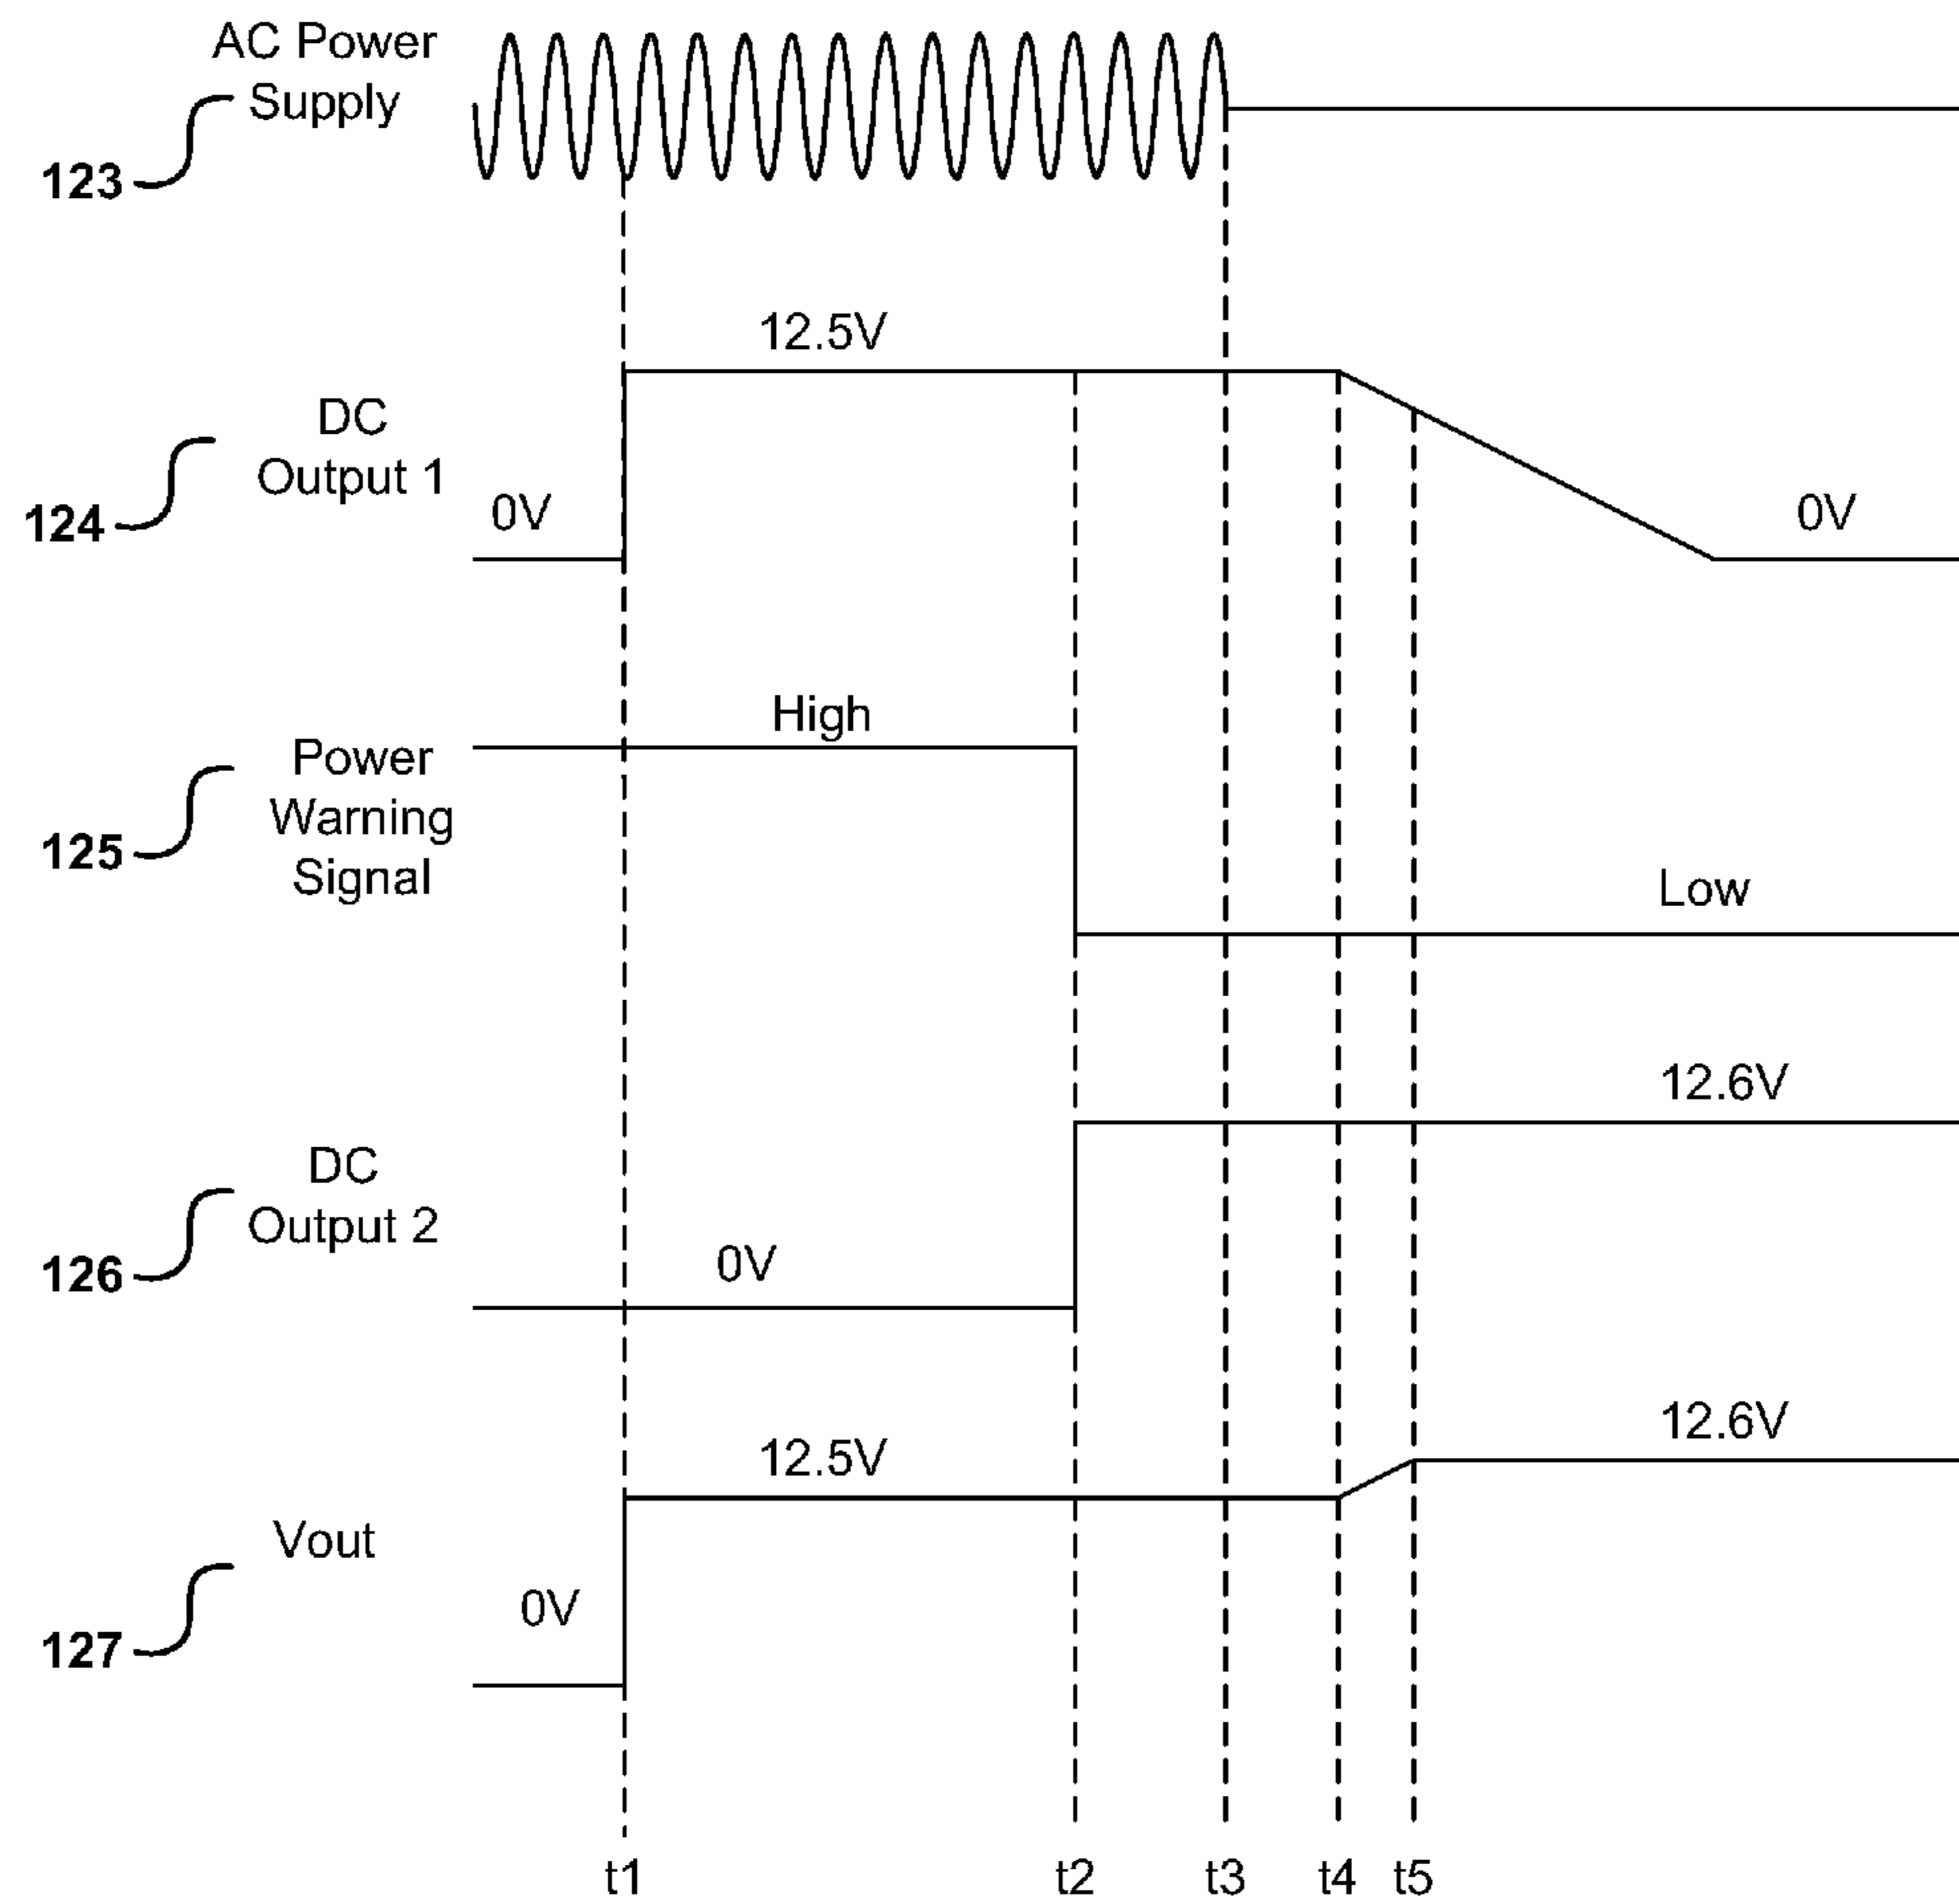 AC Power
Supply
123
12.5V
DC
Output 1
124
0V
0V
High
Power
Warning
Signal
125
Low
12.6V
DC
Output 2
126
0V
12.6V
12.5V
Vout
0V
127
t1
t2
t3
t4
t5